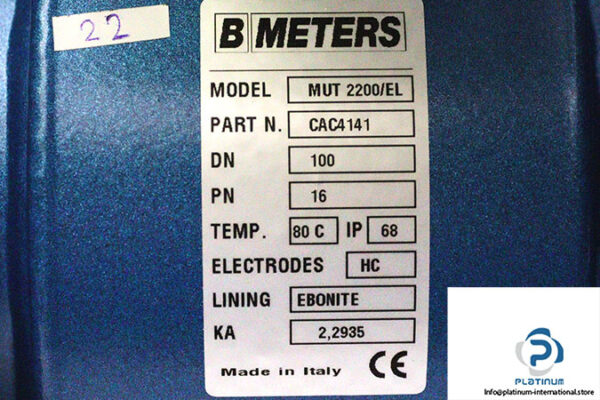 22
B METERS
MODEL MUT 2200/EL
PART N. CAC4141
DN 100
PN 16
TEMP. 80 C IP 68
ELECTRODES HC
LINING EBONITE
KA 2,2935
Made in Italy CE
P
PLATINUM
Info@platinum-international.store